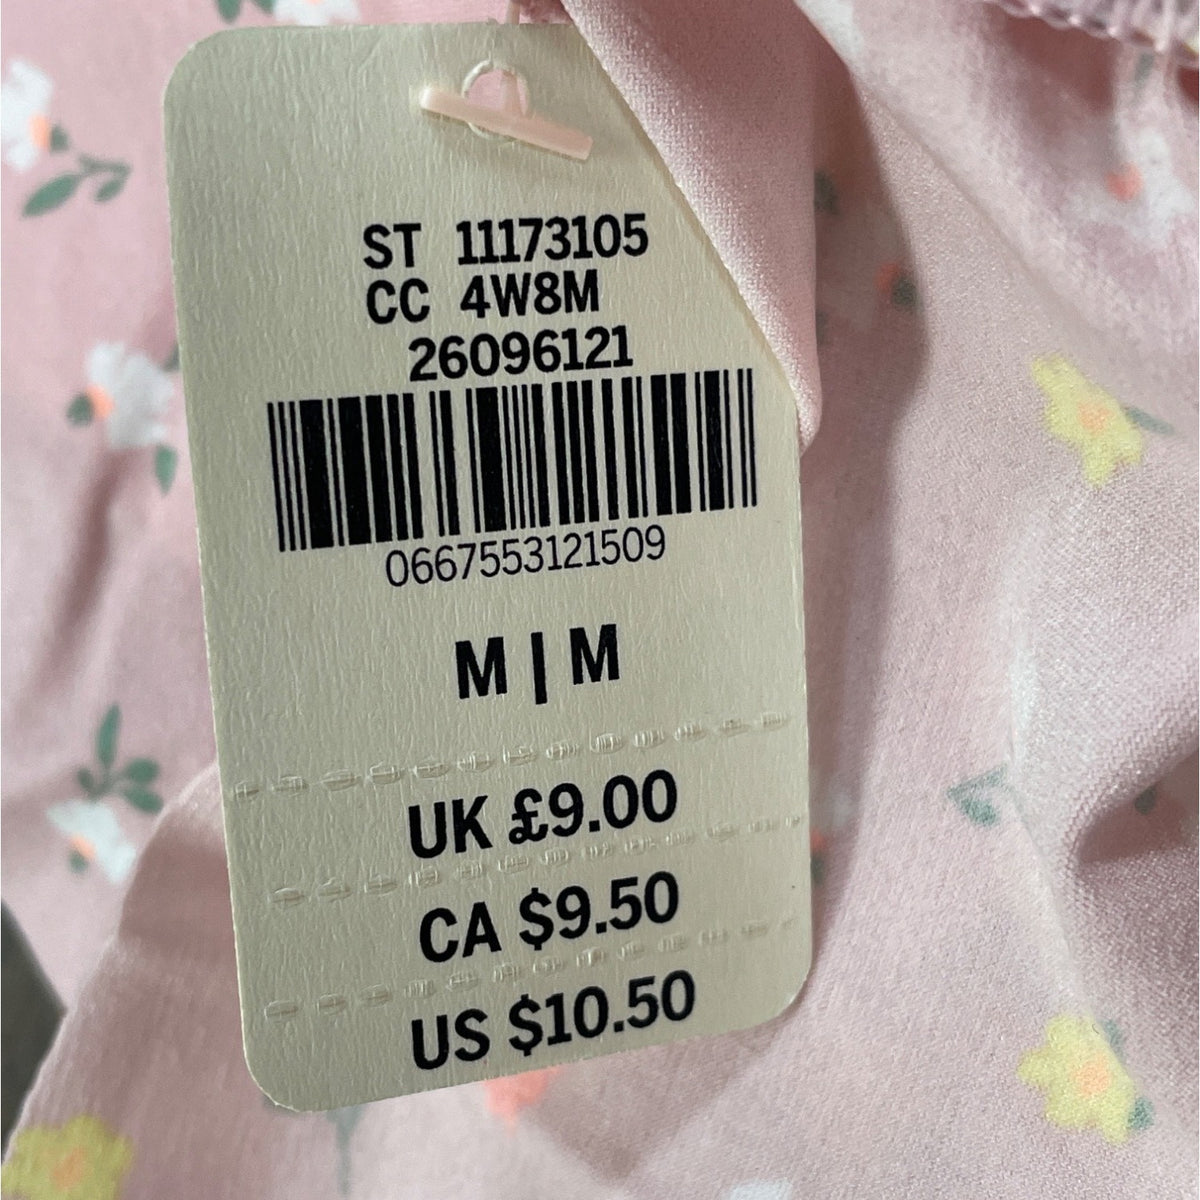 ST 11173105
CC 4W8M
26096121
0667553121509
M | M
UK £9.00
CA $9.50
US $10.50